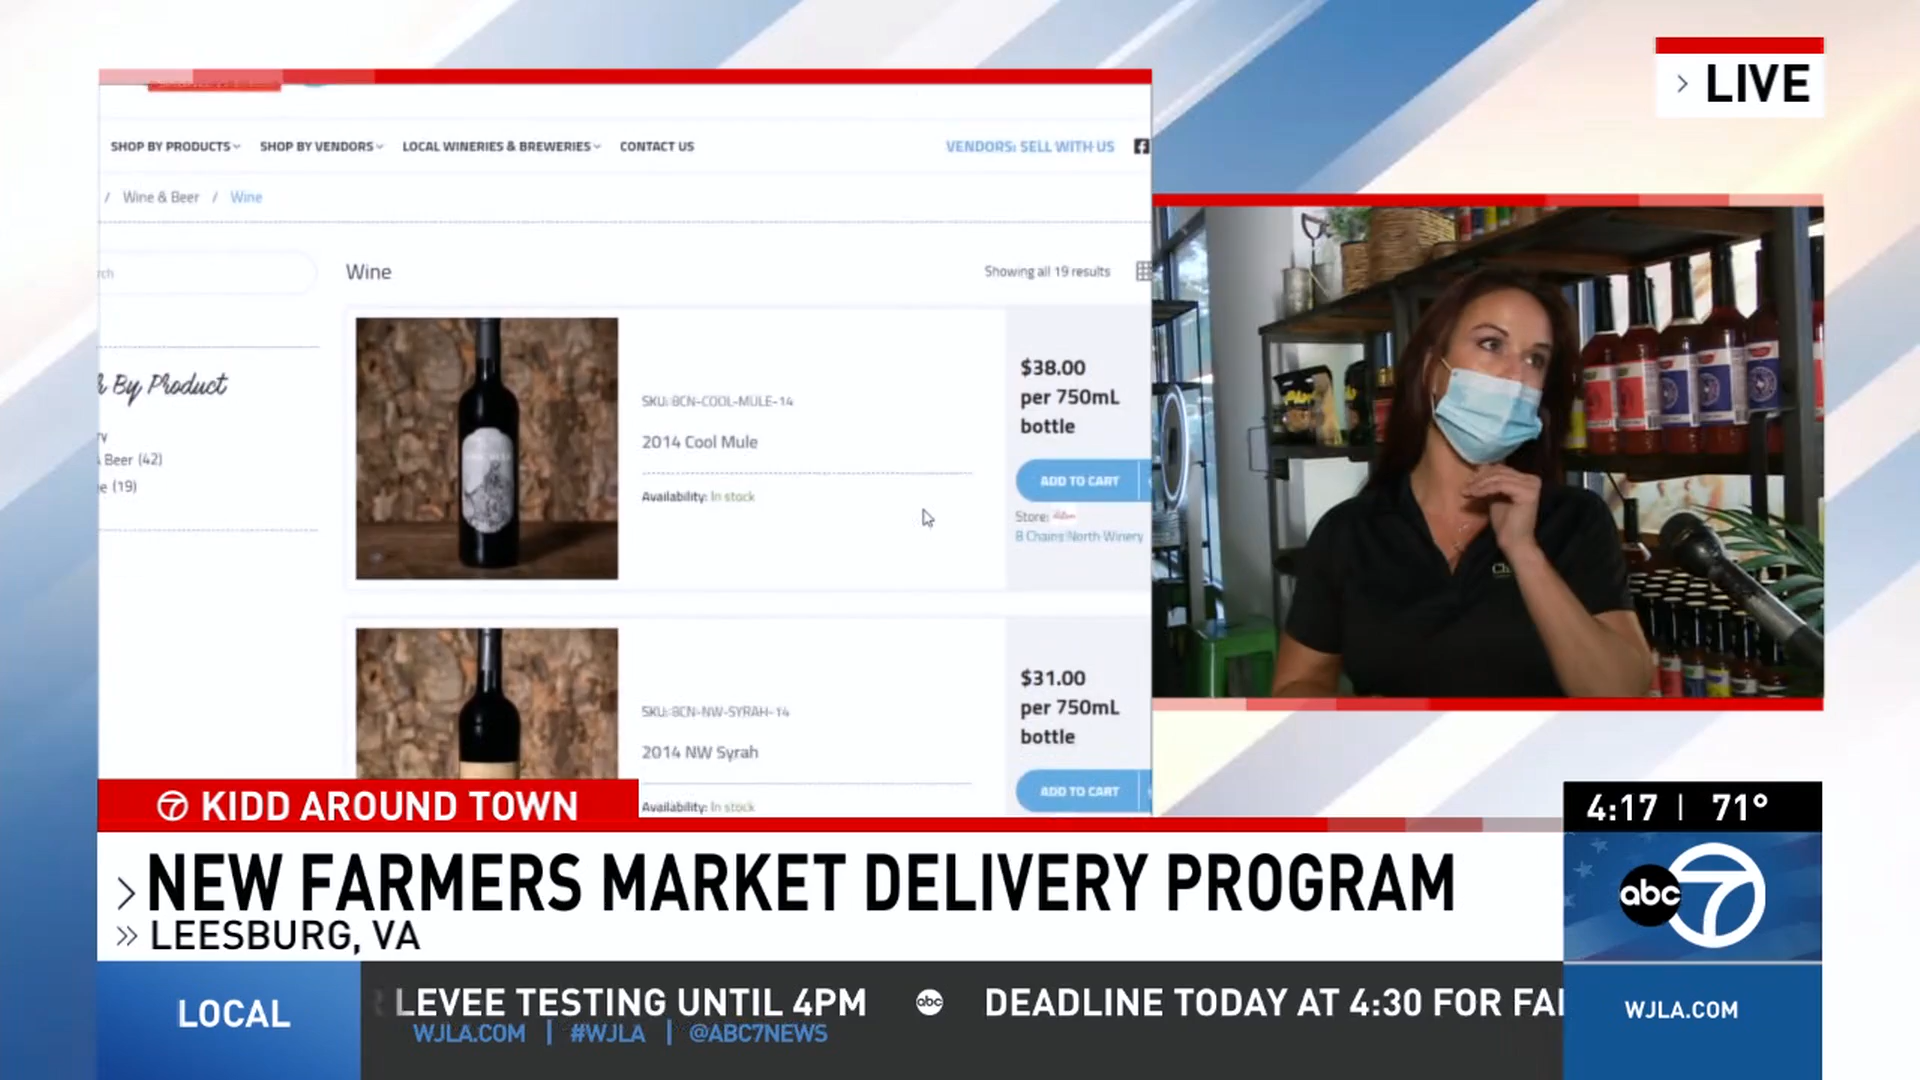 LIVE
SHOP BY PRODUCTS
SHOP BY VENDORS
LOCAL WINERIES & BREWERIES
CONTACT US
VENDORS: SELL WITH US
/ Wine & Beer / Wine
rch
Wine
Showing all 19 results
By Product
Beer (42)
e (19)
SKU: 8CN-COOL-MULE-14
2014 Cool Mule
Availability: In stock
$38.00
per 750mL
bottle
ADD TO CART
Store:
8 Chains North Winery
SKU: 8CN-NW-SYRAH-14
2014 NW Syrah
Availability: In stock
$31.00
per 750mL
bottle
ADD TO CART
7 KIDD AROUND TOWN
NEW FARMERS MARKET DELIVERY PROGRAM
LEESBURG, VA
4:17 | 71°
abc 7
LOCAL
LEVEE TESTING UNTIL 4PM abc DEADLINE TODAY AT 4:30 FOR FAI
WJLA.COM | #WJLA | @ABC7NEWS
WJLA.COM